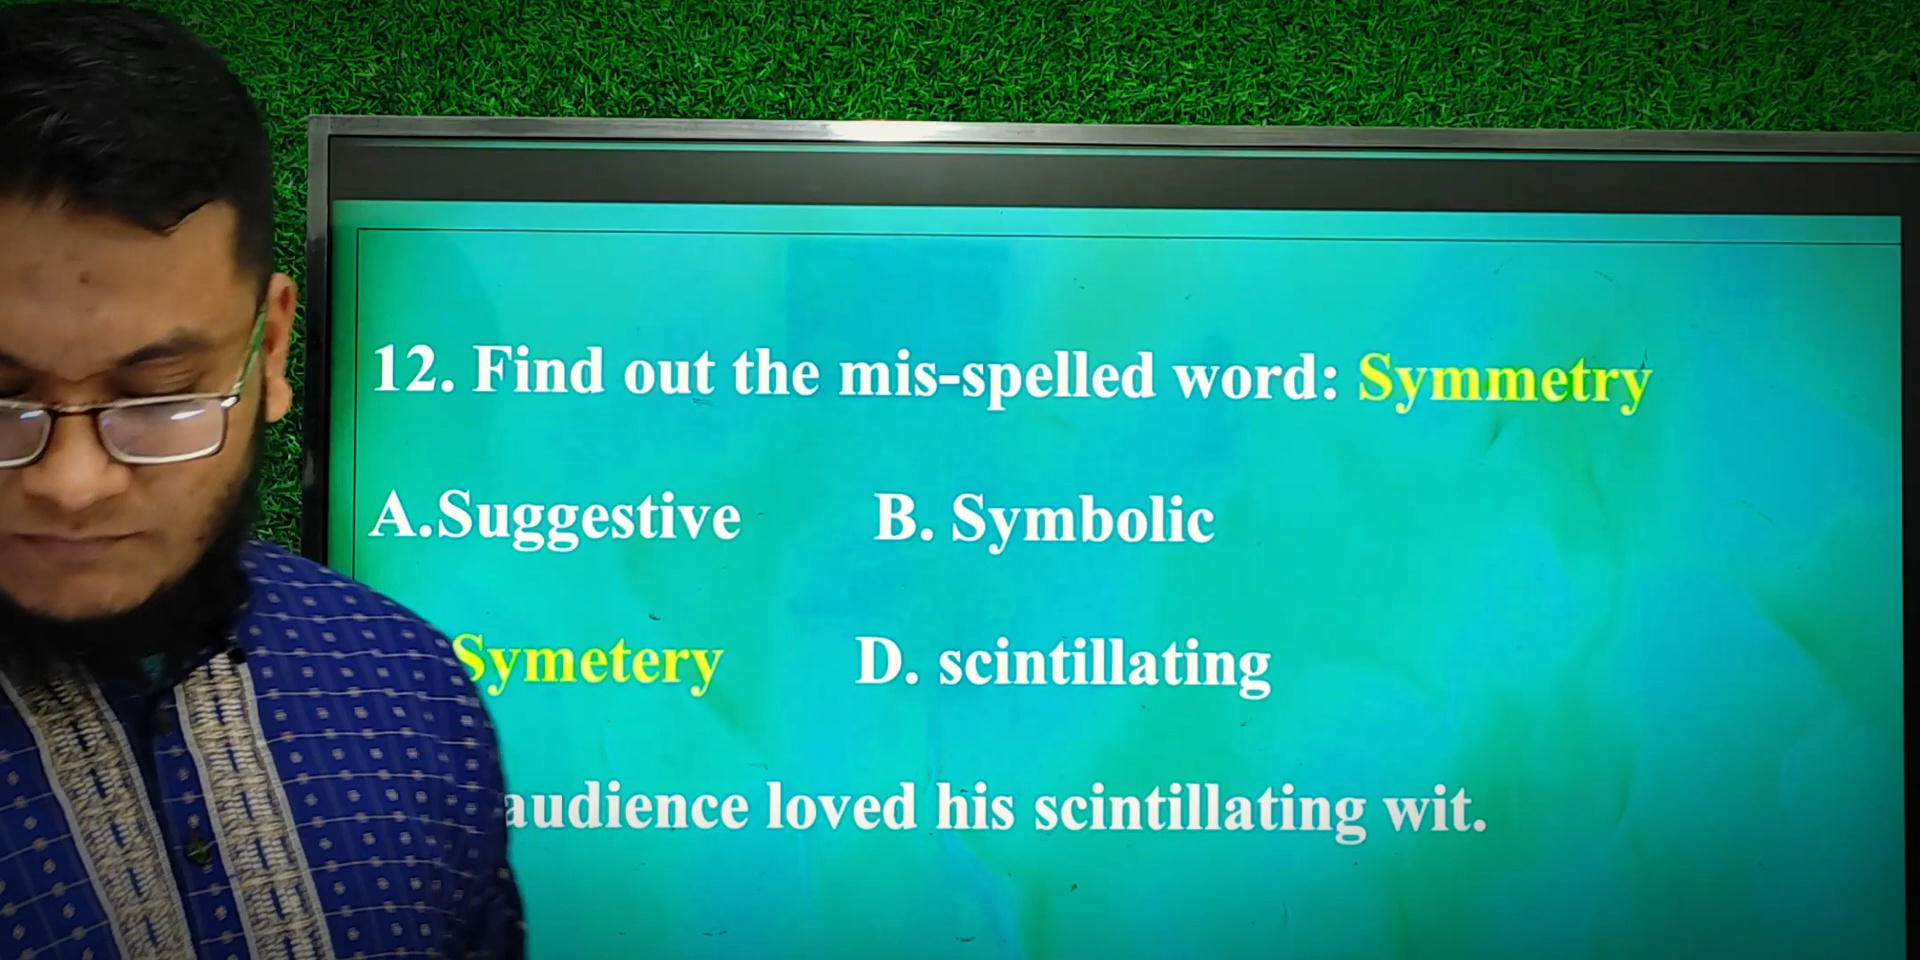 12. Find out the mis-spelled word: Symmetry
A.Suggestive B. Symbolic
Symetery D. scintillating
audience loved his scintillating wit.